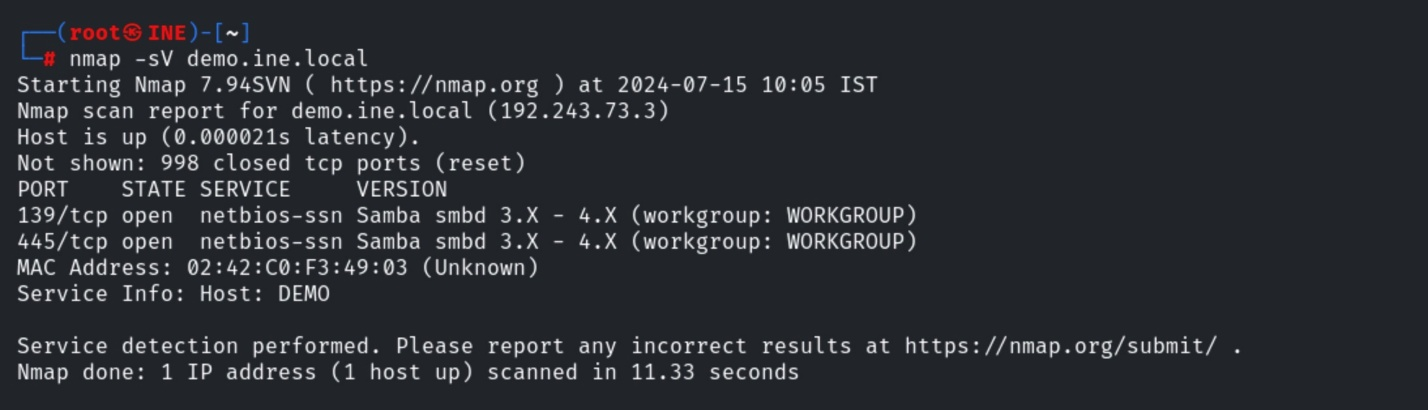 ┌──(root㉿INE)-[~]
└─# nmap -sV demo.ine.local
Starting Nmap 7.94SVN ( https://nmap.org ) at 2024-07-15 10:05 IST
Nmap scan report for demo.ine.local (192.243.73.3)
Host is up (0.000021s latency).
Not shown: 998 closed tcp ports (reset)
PORT    STATE SERVICE     VERSION
139/tcp open  netbios-ssn Samba smbd 3.X - 4.X (workgroup: WORKGROUP)
445/tcp open  netbios-ssn Samba smbd 3.X - 4.X (workgroup: WORKGROUP)
MAC Address: 02:42:C0:F3:49:03 (Unknown)
Service Info: Host: DEMO

Service detection performed. Please report any incorrect results at https://nmap.org/submit/ .
Nmap done: 1 IP address (1 host up) scanned in 11.33 seconds